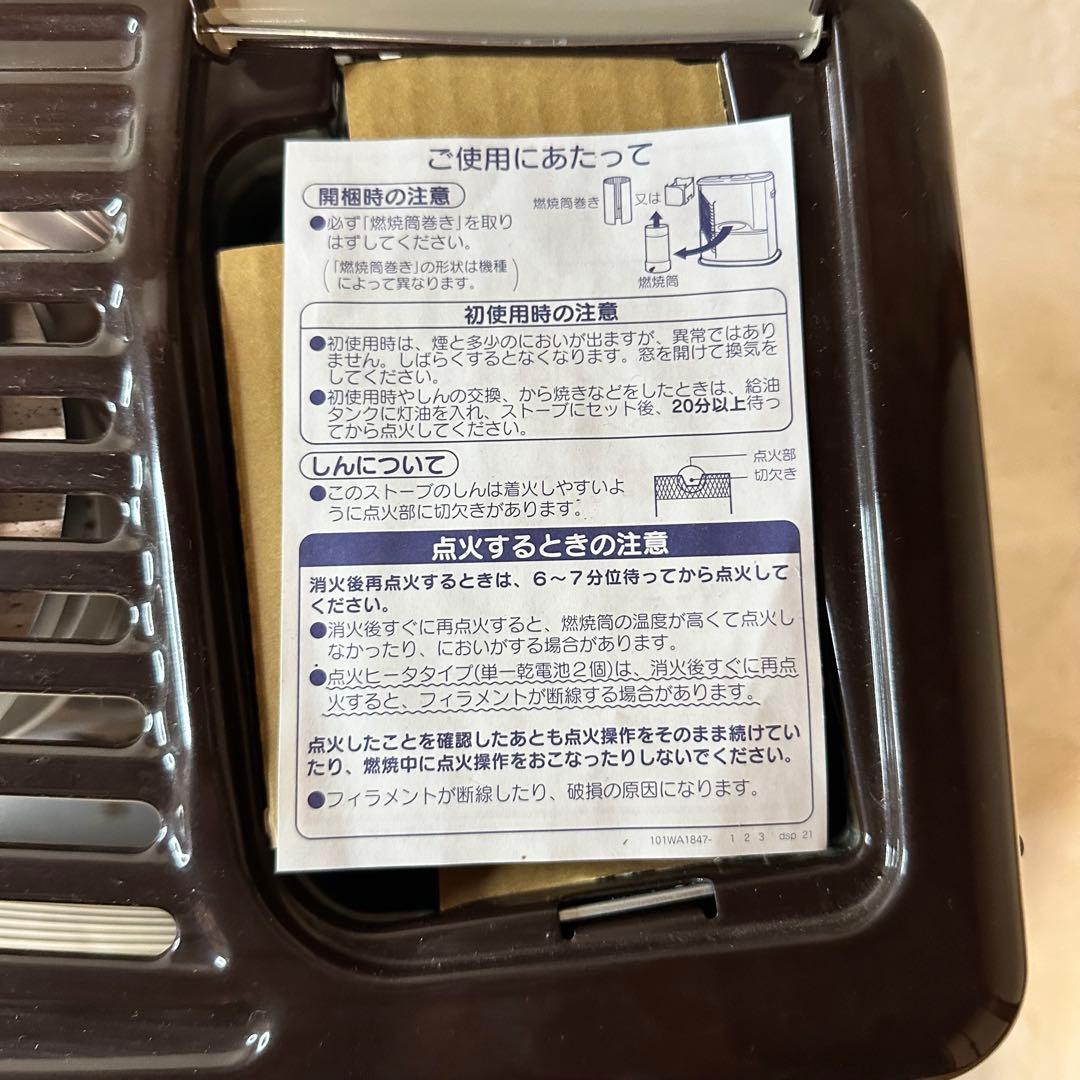 ご使用にあたって
開梱時の注意
●必ず「燃焼筒巻き」を取り
はずしてください。
(「燃焼筒巻き」の形状は機種
によって異なります。)
燃焼筒巻き
又は
燃焼筒
初使用時の注意
●初使用時は、煙と多少のにおいが出ますが、異常ではあり
ません。しばらくするとなくなります。窓を開けて換気を
してください。
●初使用時やしんの交換、から焼きなどをしたときは、給油
タンクに灯油を入れ、ストーブにセット後、20分以上待っ
てから点火してください。
しんについて
●このストーブのしんは着火しやすいよ
うに点火部に切欠きがあります。
点火部
切欠き
点火するときの注意
消火後再点火するときは、6〜7分位待ってから点火して
ください。
●消火後すぐに再点火すると、燃焼筒の温度が高くて点火し
なかったり、においがする場合があります。
●点火ヒータタイプ(単一乾電池2個)は、消火後すぐに再点
火すると、フィラメントが断線する場合があります。
点火したことを確認したあとも点火操作をそのまま続けてい
たり、燃焼中に点火操作をおこなったりしないでください。
●フィラメントが断線したり、破損の原因になります。
101WA1847- 1 2 3 dsp 21